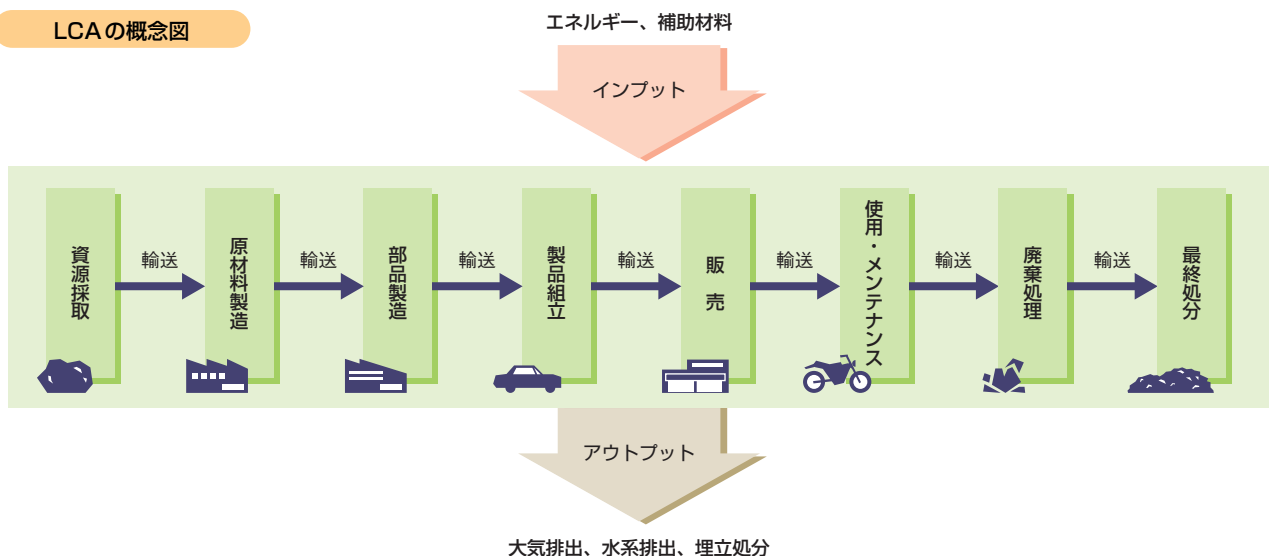 LCAの概念図
エネルギー、補助材料
インプット
資源採取
輸送
原材料製造
輸送
部品製造
輸送
製品組立
輸送
販売
輸送
使用・メンテナンス
輸送
廃棄処理
輸送
最終処分
アウトプット
大気排出、水系排出、埋立処分